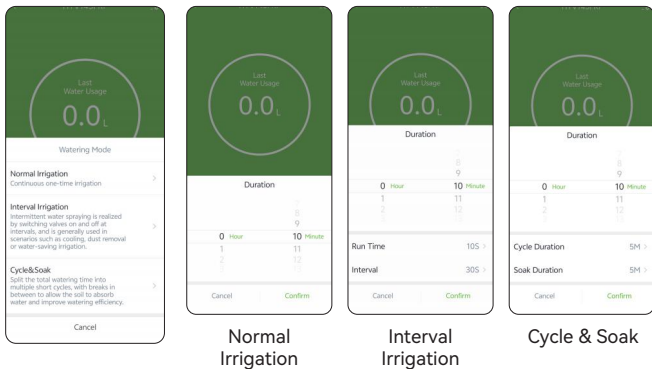 Last
Water Usage
0.0 L
Watering Mode
Normal Irrigation
Continuous one-time irrigation
Interval Irrigation
Intermittent water spraying is realized
by switching valves on and off at
intervals, and is generally used in
scenarios such as cooling, dust removal
or water-saving irrigation.
Cycle&Soak
Split the total watering time into
multiple short cycles, with breaks in
between to allow the soil to absorb
water and improve watering efficiency.
Cancel
Last
Water Usage
0.0 L
Duration
8
9
0 Hour 10 Minute
1 11
2 12
Cancel Confirm
Normal
Irrigation
Last
Water Usage
0.0 L
Duration
8
9
0 Hour 10 Minute
1 11
2 12
Run Time 10S >
Interval 30S >
Cancel Confirm
Interval
Irrigation
Last
Water Usage
0.0 L
Duration
8
9
0 Hour 10 Minute
1 11
2 12
Cycle Duration 5M >
Soak Duration 5M >
Cancel Confirm
Cycle & Soak